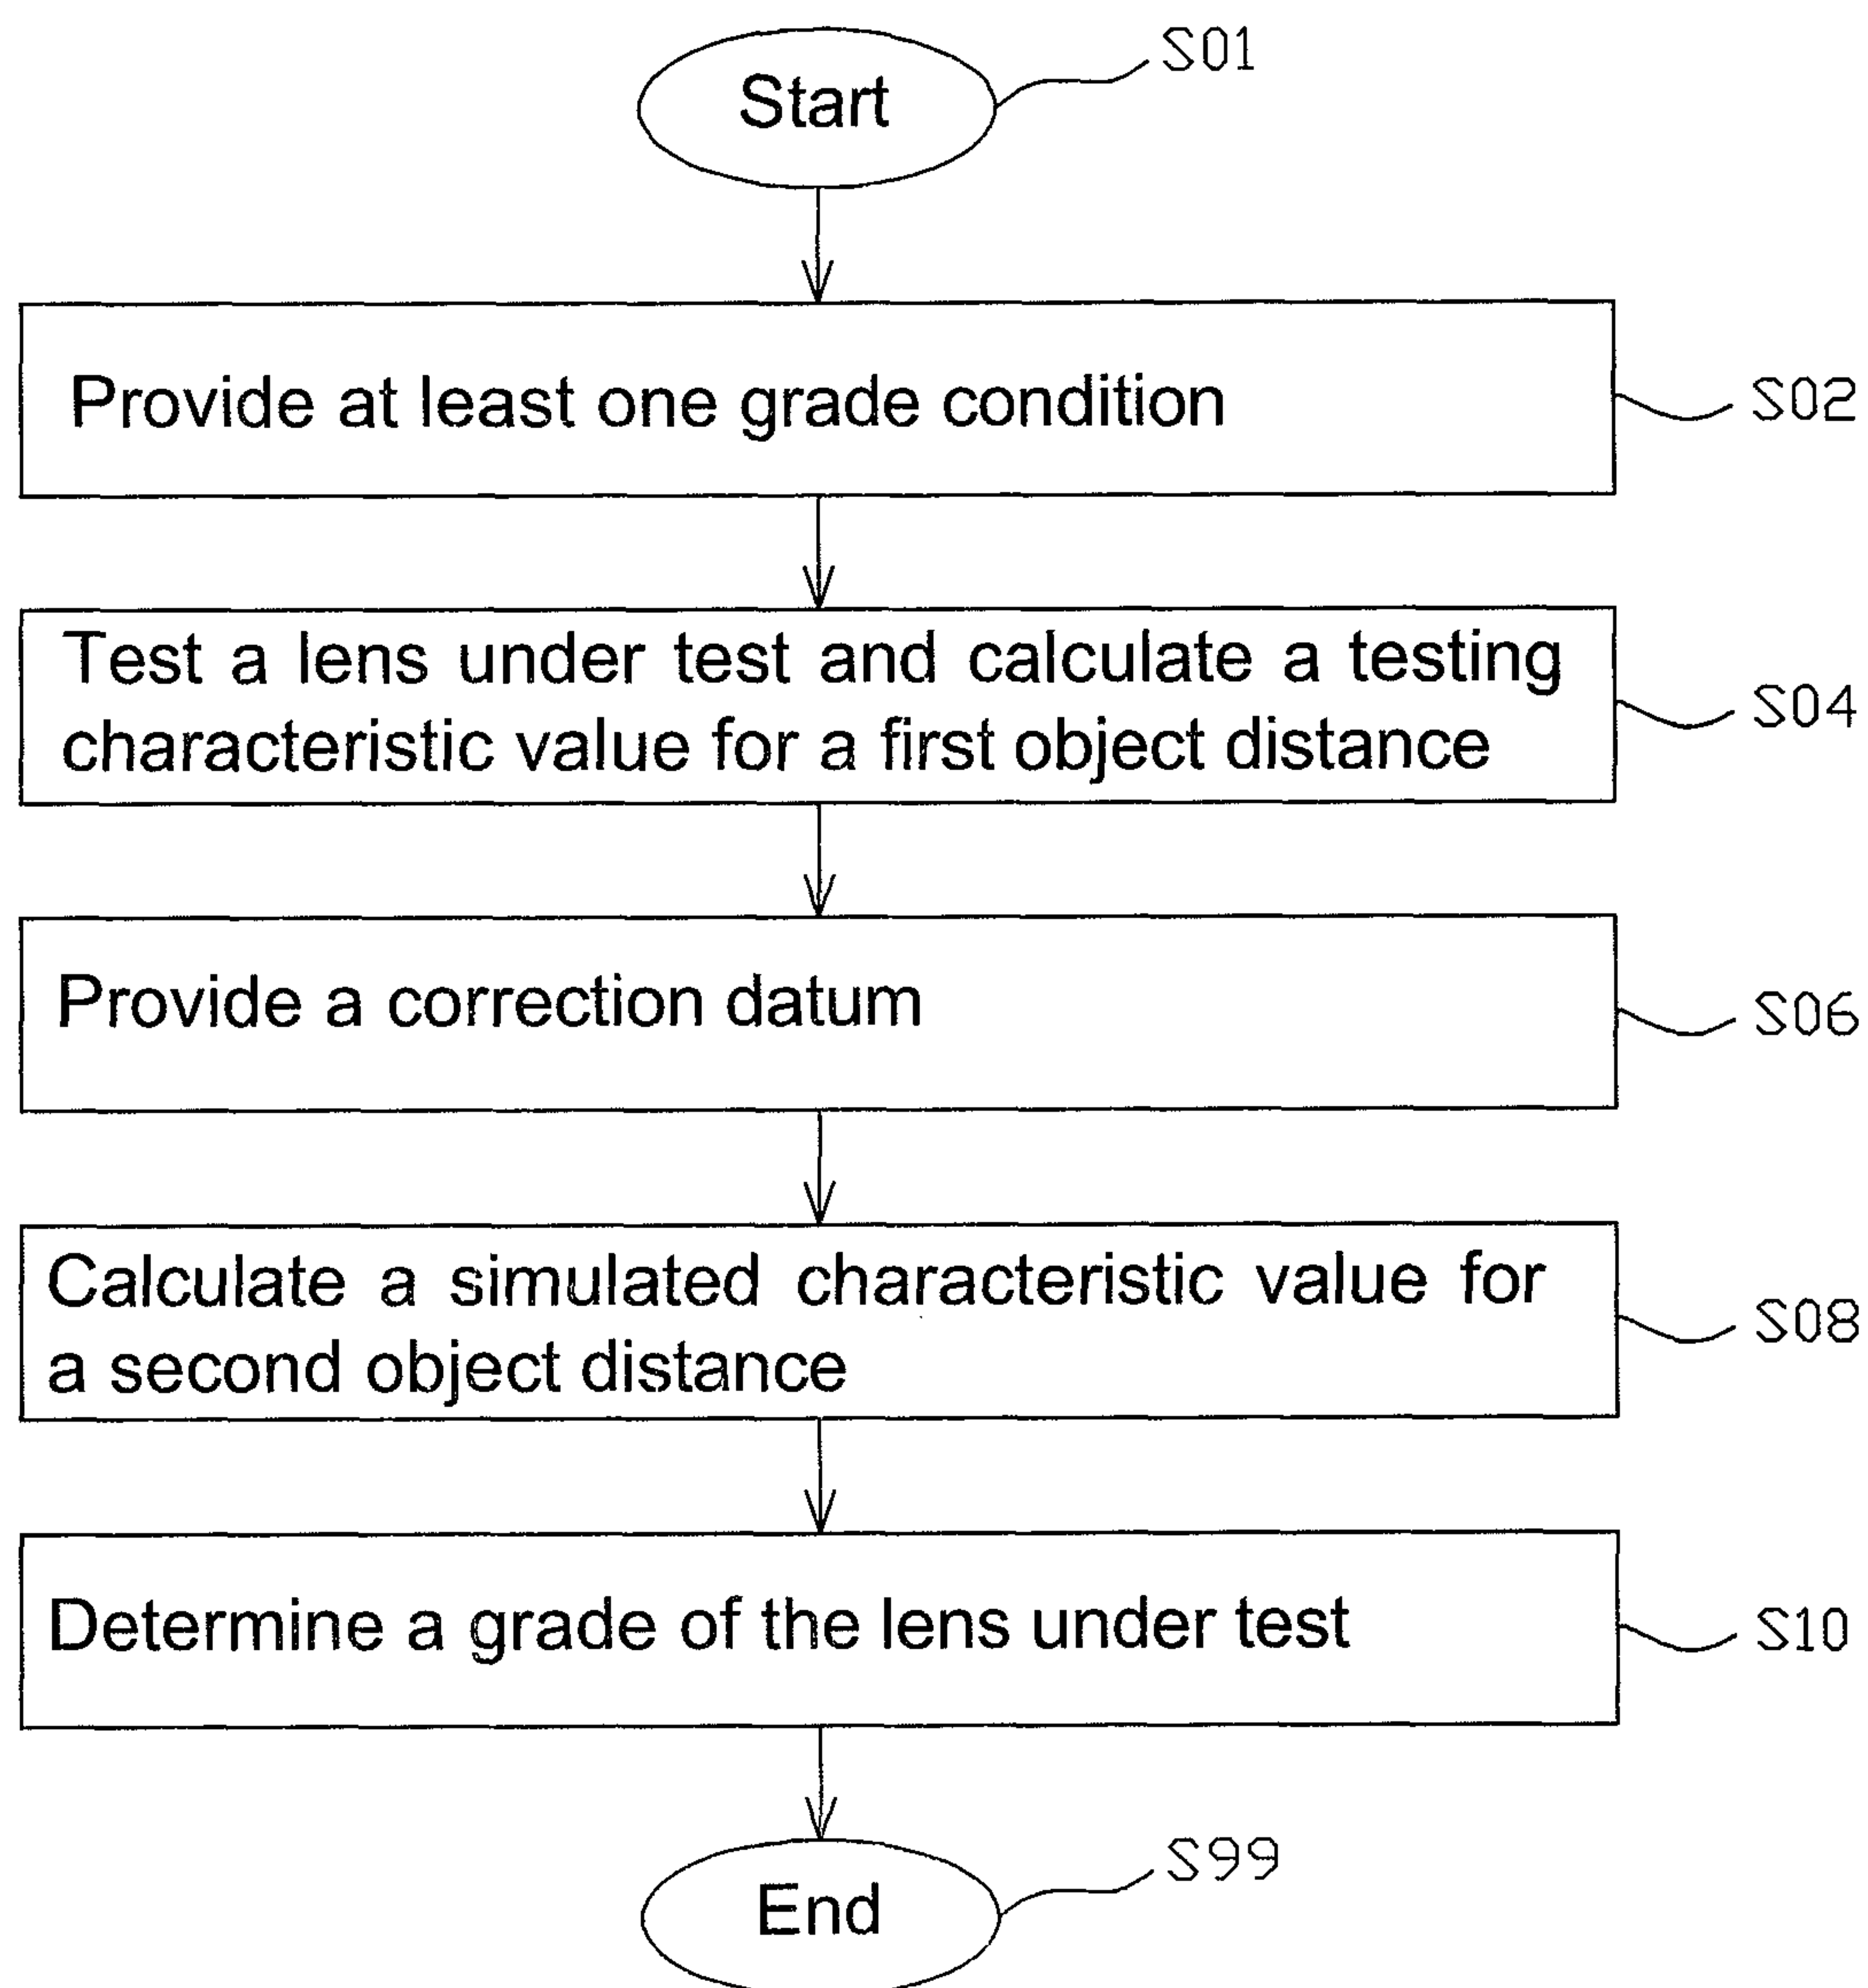 Start
S01
Provide at least one grade condition
S02
Test a lens under test and calculate a testing
characteristic value for a first object distance
S04
Provide a correction datum
S06
Calculate a simulated characteristic value for
a second object distance
S08
Determine a grade of the lens under test
S10
End
S99